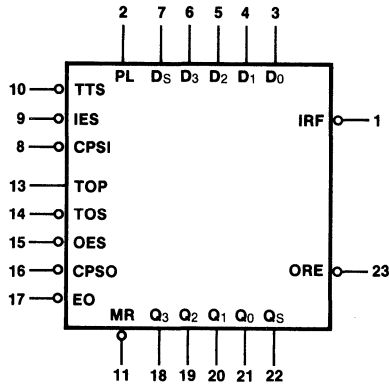 2 7 6 5 4 3
PL DS D3 D2 D1 D0
10 TTS
9 IES
IRF 1
8 CPSI
13 TOP
14 TOS
15 OES
16 CPSO
ORE 23
17 EO
MR Q3 Q2 Q1 Q0 QS
11 18 19 20 21 22